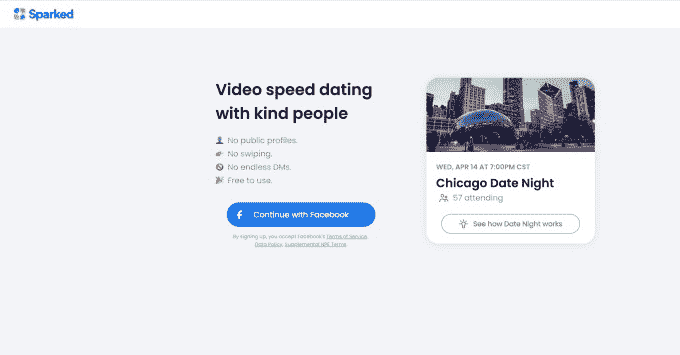 Sparked
Video speed dating
with kind people
No public profiles.
No swiping.
No endless DMs.
Free to use.
Continue with Facebook
By signing up, you accept Facebook's Terms of Service,
Data Policy, Supplemental NPE Terms
WED, APR 14 AT 7:00PM CST
Chicago Date Night
57 attending
See how Date Night works